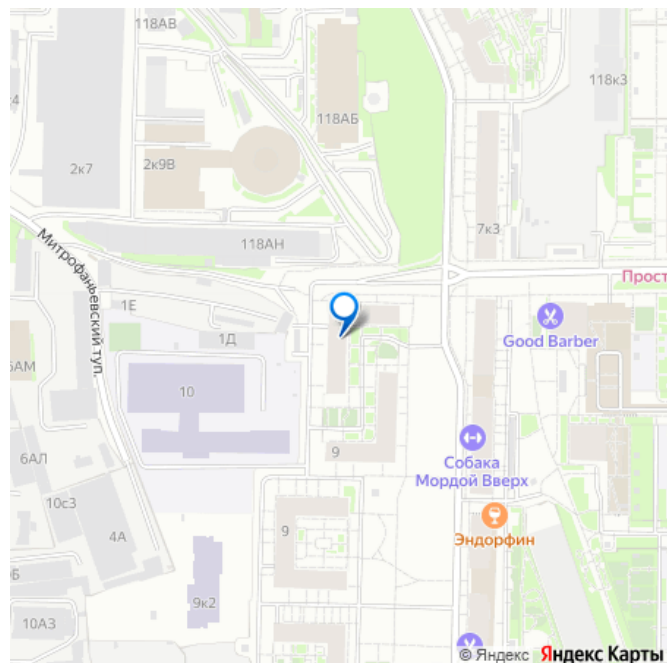 118АВ
118к3
118АБ
2к7
2к9В
7к3
118АН
Митрофаньевский туп.
Прост
1Е
1Д
Good Barber
6АМ
10
9
Собака
Мордой Вверх
6АЛ
10с3
4А
Эндорфин
9
9к2
10А3
© Яндекс Яндекс Карты